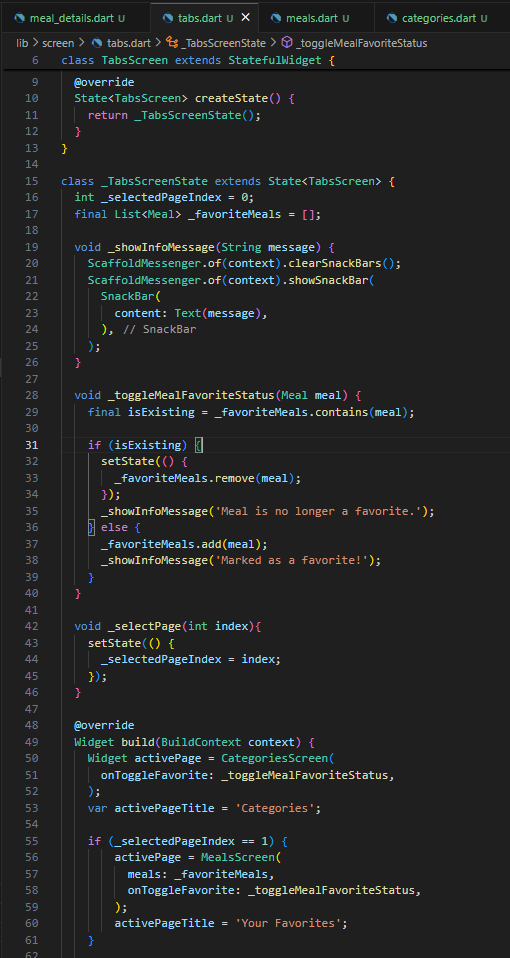 meal_details.dart U tabs.dart U meals.dart U categories.dart U
lib > screen > tabs.dart > _TabsScreenState > _toggleMealFavoriteStatus
6 class TabsScreen extends StatefulWidget {
9 @override
10 State<TabsScreen> createState() {
11 return _TabsScreenState();
12 }
13 }
14
15 class _TabsScreenState extends State<TabsScreen> {
16 int _selectedPageIndex = 0;
17 final List<Meal> _favoriteMeals = [];
18
19 void _showInfoMessage(String message) {
20 ScaffoldMessenger.of(context).clearSnackBars();
21 ScaffoldMessenger.of(context).showSnackBar(
22 SnackBar(
23 content: Text(message),
24 ), // SnackBar
25 );
26 }
27
28 void _toggleMealFavoriteStatus(Meal meal) {
29 final isExisting = _favoriteMeals.contains(meal);
30
31 if (isExisting) {
32 setState(() {
33 _favoriteMeals.remove(meal);
34 });
35 _showInfoMessage('Meal is no longer a favorite.');
36 } else {
37 _favoriteMeals.add(meal);
38 _showInfoMessage('Marked as a favorite!');
39 }
40 }
41
42 void _selectPage(int index){
43 setState(() {
44 _selectedPageIndex = index;
45 });
46 }
47
48 @override
49 Widget build(BuildContext context) {
50 Widget activePage = CategoriesScreen(
51 onToggleFavorite: _toggleMealFavoriteStatus,
52 );
53 var activePageTitle = 'Categories';
54
55 if (_selectedPageIndex == 1) {
56 activePage = MealsScreen(
57 meals: _favoriteMeals,
58 onToggleFavorite: _toggleMealFavoriteStatus,
59 );
60 activePageTitle = 'Your Favorites';
61 }
62